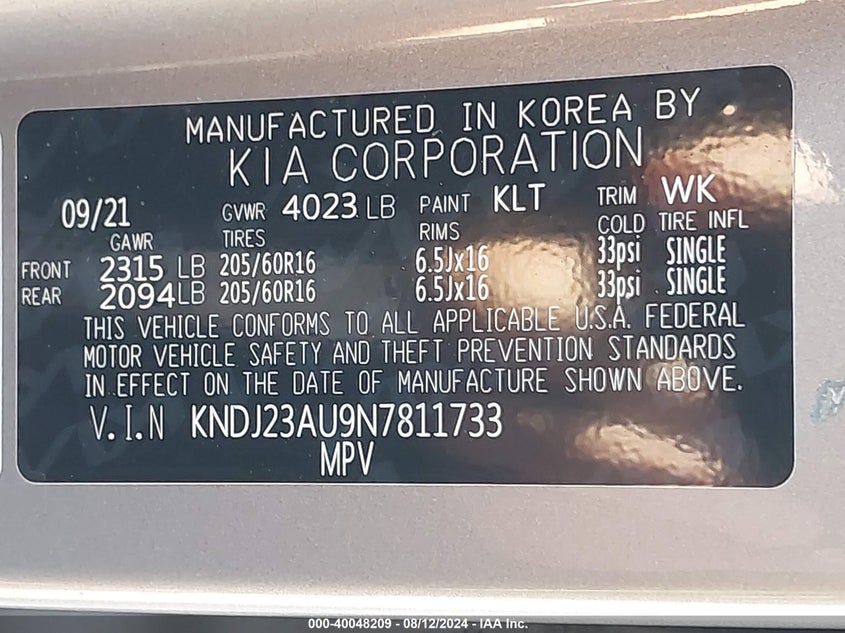 MANUFACTURED IN KOREA BY
KIA CORPORATION
09/21 GVWR 4023 LB PAINT KLT TRIM WK
GAWR TIRES RIMS COLD TIRE INFL
FRONT 2315 LB 205/60R16 6.5Jx16 33psi SINGLE
REAR 2094 LB 205/60R16 6.5Jx16 33psi SINGLE
THIS VEHICLE CONFORMS TO ALL APPLICABLE U.S.A. FEDERAL
MOTOR VEHICLE SAFETY AND THEFT PREVENTION STANDARDS
IN EFFECT ON THE DATE OF MANUFACTURE SHOWN ABOVE.
V.I.N KNDJ23AU9N7811733
MPV
000-40048209 - 08/12/2024 - IAA Inc.